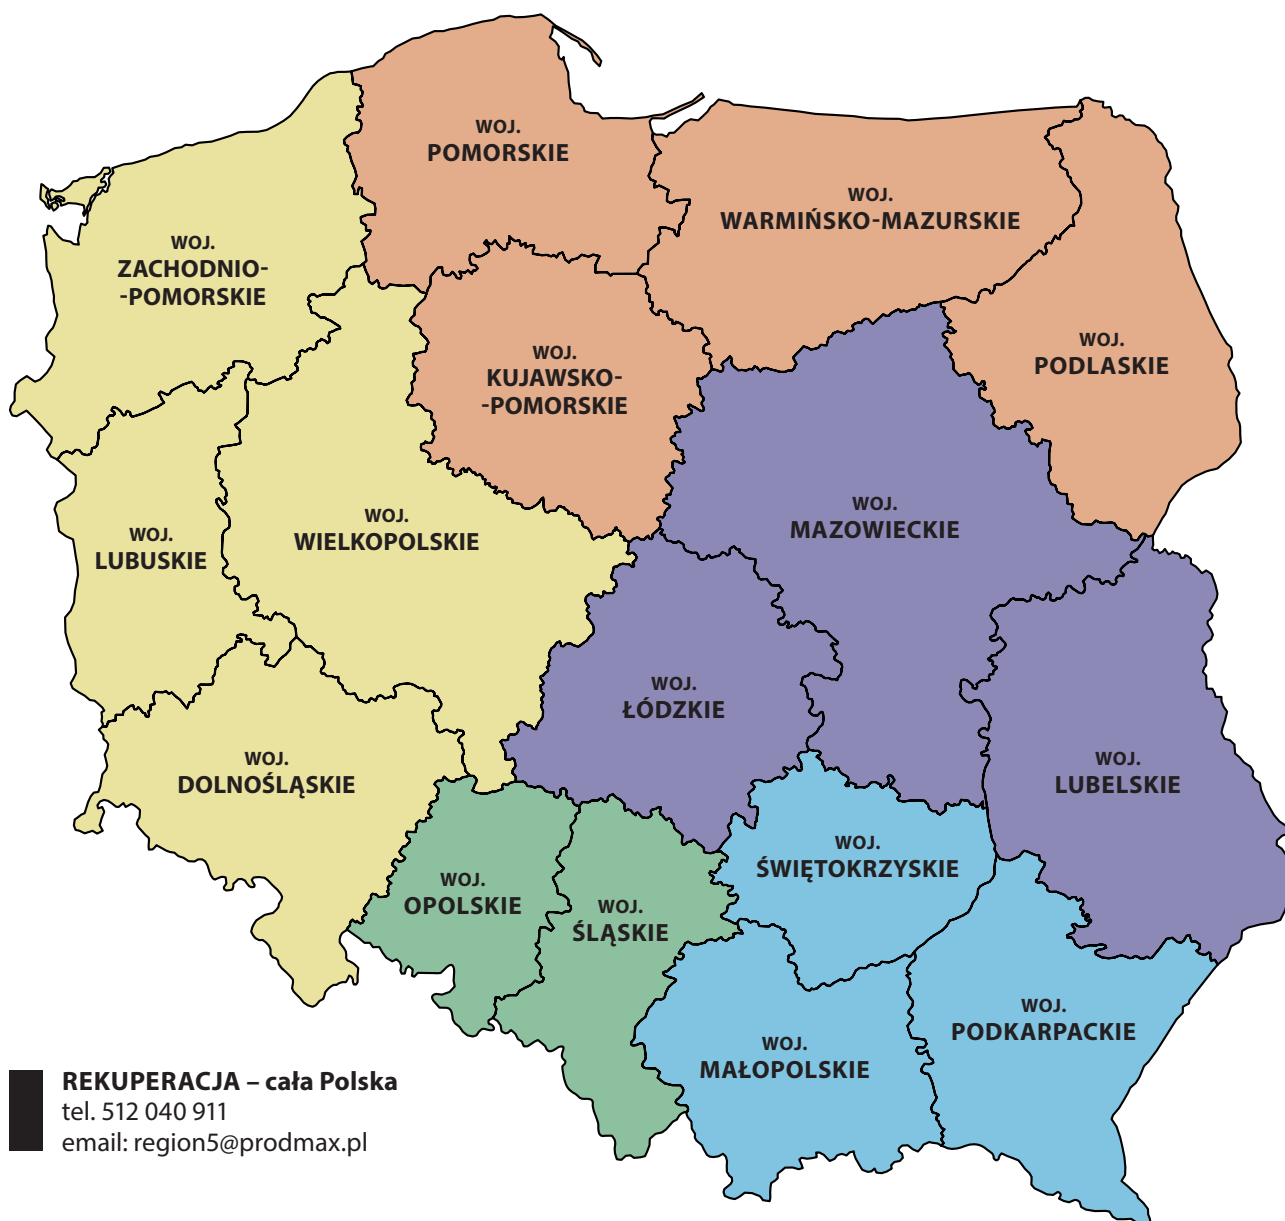 WOJ.
POMORSKIE
WOJ.
WARMIŃSKO-MAZURSKIE
WOJ.
ZACHODNIO-
-POMORSKIE
WOJ.
KUJAWSKO-
-POMORSKIE
WOJ.
PODLASKIE
WOJ.
LUBUSKIE
WOJ.
WIELKOPOLSKIE
WOJ.
MAZOWIECKIE
WOJ.
ŁÓDZKIE
WOJ.
DOLNOŚLĄSKIE
WOJ.
LUBELSKIE
WOJ.
OPOLSKIE
WOJ.
ŚLĄSKIE
WOJ.
ŚWIĘTOKRZYSKIE
WOJ.
MAŁOPOLSKIE
WOJ.
PODKARPACKIE
REKUPERACJA – cała Polska
tel. 512 040 911
email: region5@prodmax.pl